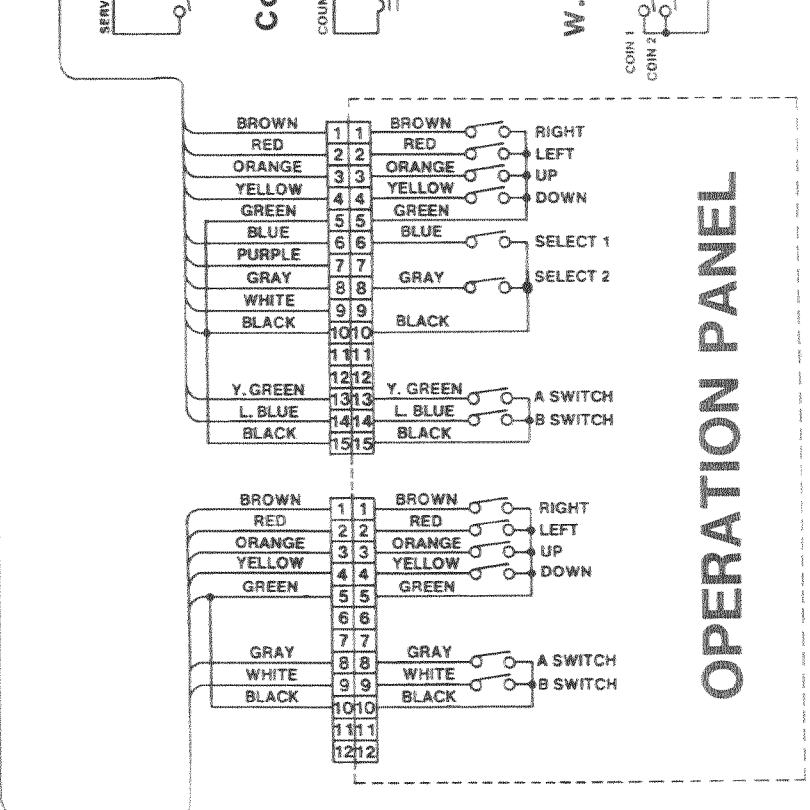 SERV
CO
COUN
W.
COIN 1
COIN 2
BROWN 1 1 BROWN RIGHT
RED 2 2 RED LEFT
ORANGE 3 3 ORANGE UP
YELLOW 4 4 YELLOW DOWN
GREEN 5 5 GREEN
BLUE 6 6 BLUE SELECT 1
PURPLE 7 7
GRAY 8 8 GRAY SELECT 2
WHITE 9 9
BLACK 10 10 BLACK
11 11
12 12
Y. GREEN 13 13 Y. GREEN A SWITCH
L. BLUE 14 14 L. BLUE B SWITCH
BLACK 15 15 BLACK
BROWN 1 1 BROWN RIGHT
RED 2 2 RED LEFT
ORANGE 3 3 ORANGE UP
YELLOW 4 4 YELLOW DOWN
GREEN 5 5 GREEN
6 6
7 7
GRAY 8 8 GRAY A SWITCH
WHITE 9 9 WHITE B SWITCH
BLACK 10 10 BLACK
11 11
12 12
OPERATION PANEL